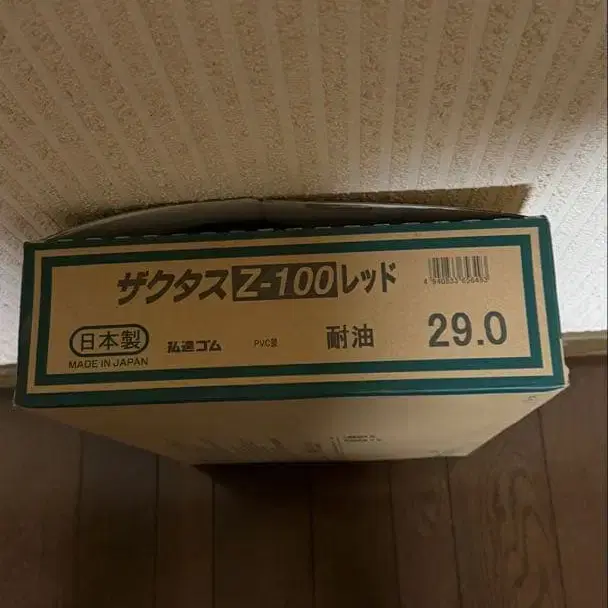 ザクタス Z-100 レッド
日本製
MADE IN JAPAN
弘進ゴム
PVC製
耐油
29.0